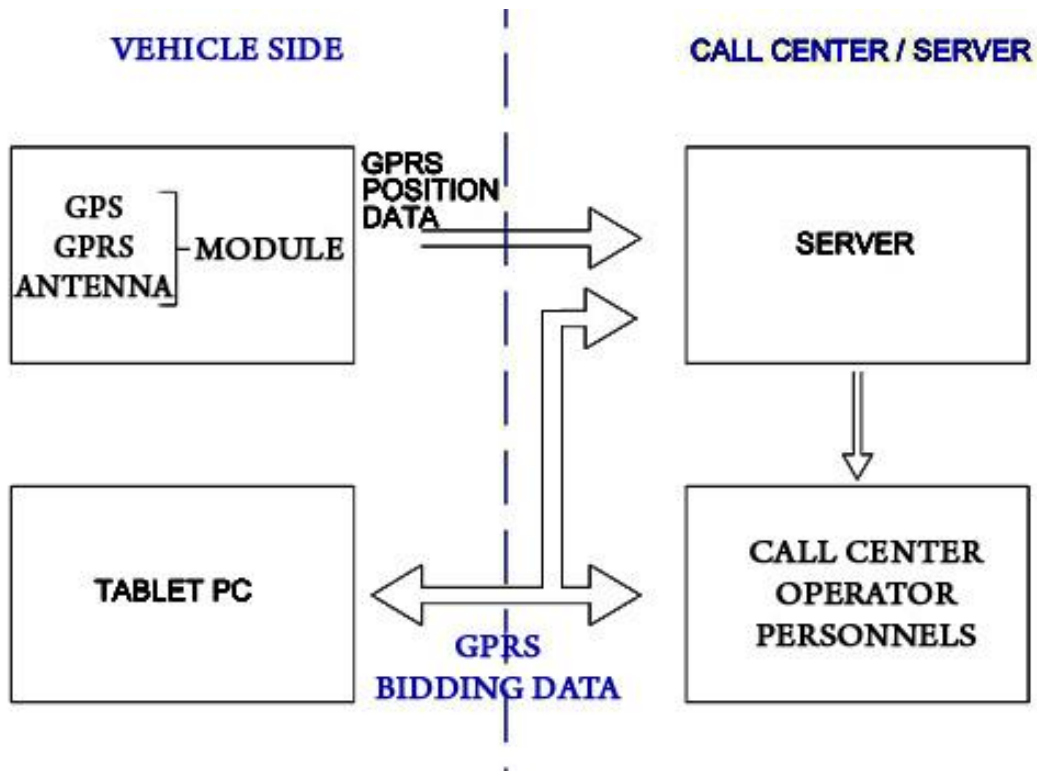 VEHICLE SIDE
CALL CENTER / SERVER
GPS
GPRS
ANTENNA
MODULE
GPRS
POSITION
DATA
SERVER
TABLET PC
GPRS
BIDDING DATA
CALL CENTER
OPERATOR
PERSONNELS